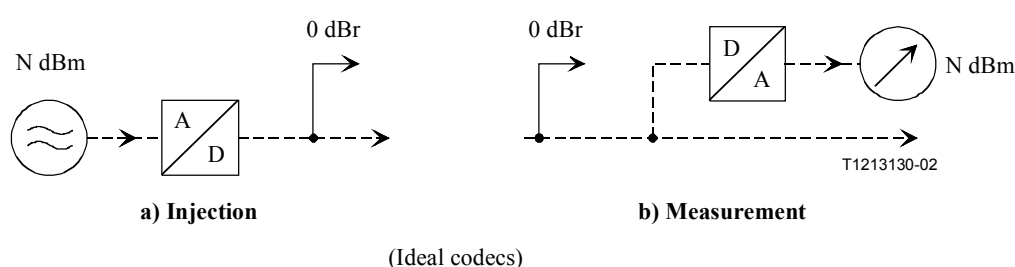 0 dBr
N dBm
A
D
a) Injection
0 dBr
D
A
N dBm
T1213130-02
b) Measurement
(Ideal codecs)